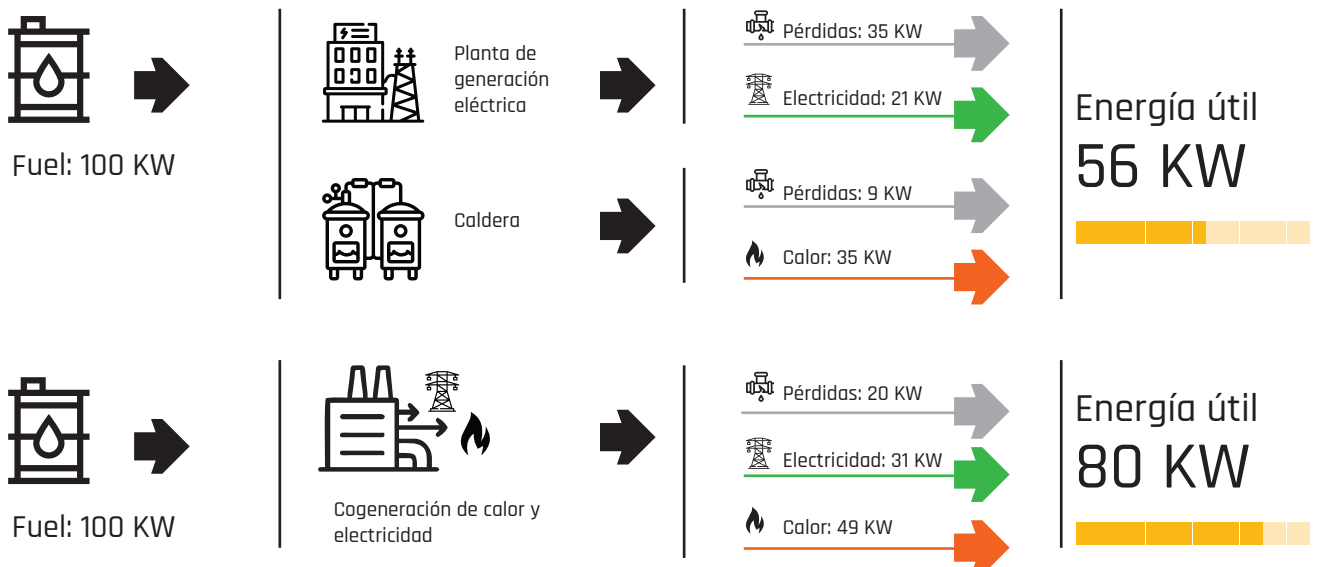 Fuel: 100 KW
Planta de
generación
eléctrica
Caldera
Pérdidas: 35 KW
Electricidad: 21 KW
Pérdidas: 9 KW
Calor: 35 KW
Energía útil
56 KW
Fuel: 100 KW
Cogeneración de calor y
electricidad
Pérdidas: 20 KW
Electricidad: 31 KW
Calor: 49 KW
Energía útil
80 KW